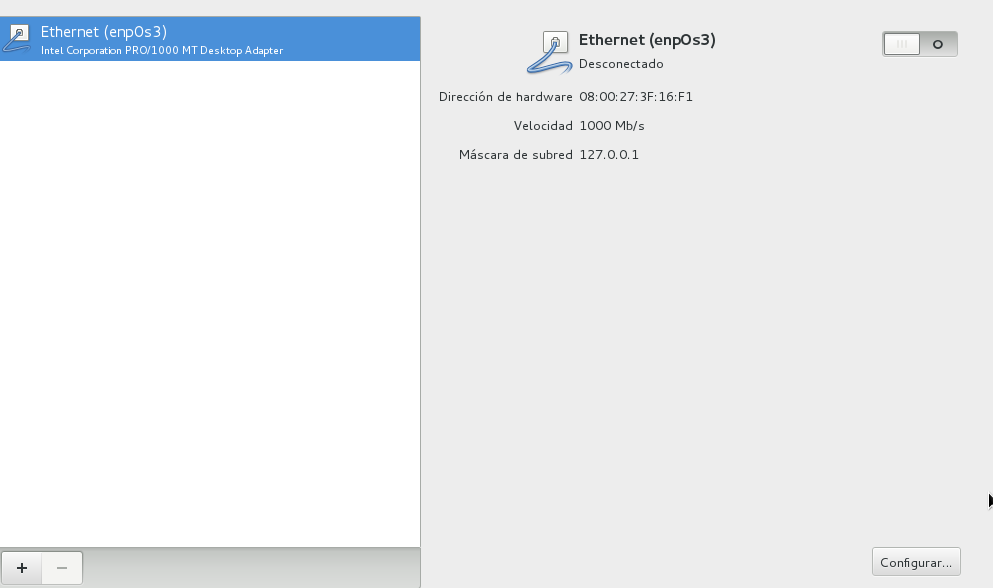 Ethernet (enp0s3)
Intel Corporation PRO/1000 MT Desktop Adapter
Ethernet (enp0s3)
Desconectado
Dirección de hardware 08:00:27:3F:16:F1
Velocidad 1000 Mb/s
Máscara de subred 127.0.0.1
Configurar...